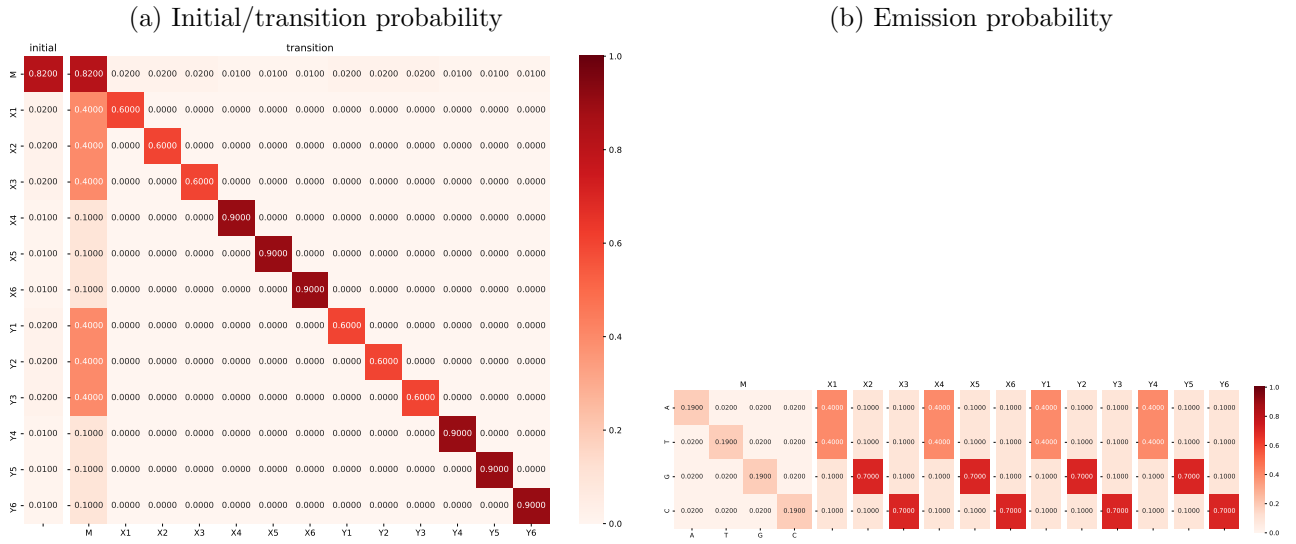 (a) Initial/transition probability
initial transition
M 0.8200 0.8200 0.0200 0.0200 0.0200 0.0100 0.0100 0.0100 0.0200 0.0200 0.0200 0.0100 0.0100 0.0100
X1 0.0200 0.4000 0.6000 0.0000 0.0000 0.0000 0.0000 0.0000 0.0000 0.0000 0.0000 0.0000 0.0000 0.0000
X2 0.0200 0.4000 0.0000 0.6000 0.0000 0.0000 0.0000 0.0000 0.0000 0.0000 0.0000 0.0000 0.0000 0.0000
X3 0.0200 0.4000 0.0000 0.0000 0.6000 0.0000 0.0000 0.0000 0.0000 0.0000 0.0000 0.0000 0.0000 0.0000
X4 0.0100 0.1000 0.0000 0.0000 0.0000 0.9000 0.0000 0.0000 0.0000 0.0000 0.0000 0.0000 0.0000 0.0000
X5 0.0100 0.1000 0.0000 0.0000 0.0000 0.0000 0.9000 0.0000 0.0000 0.0000 0.0000 0.0000 0.0000 0.0000
X6 0.0100 0.1000 0.0000 0.0000 0.0000 0.0000 0.0000 0.9000 0.0000 0.0000 0.0000 0.0000 0.0000 0.0000
Y1 0.0200 0.4000 0.0000 0.0000 0.0000 0.0000 0.0000 0.0000 0.6000 0.0000 0.0000 0.0000 0.0000 0.0000
Y2 0.0200 0.4000 0.0000 0.0000 0.0000 0.0000 0.0000 0.0000 0.0000 0.6000 0.0000 0.0000 0.0000 0.0000
Y3 0.0200 0.4000 0.0000 0.0000 0.0000 0.0000 0.0000 0.0000 0.0000 0.0000 0.6000 0.0000 0.0000 0.0000
Y4 0.0100 0.1000 0.0000 0.0000 0.0000 0.0000 0.0000 0.0000 0.0000 0.0000 0.0000 0.9000 0.0000 0.0000
Y5 0.0100 0.1000 0.0000 0.0000 0.0000 0.0000 0.0000 0.0000 0.0000 0.0000 0.0000 0.0000 0.9000 0.0000
Y6 0.0100 0.1000 0.0000 0.0000 0.0000 0.0000 0.0000 0.0000 0.0000 0.0000 0.0000 0.0000 0.0000 0.9000
M X1 X2 X3 X4 X5 X6 Y1 Y2 Y3 Y4 Y5 Y6
1.0
0.8
0.6
0.4
0.2
0.0
(b) Emission probability
M X1 X2 X3 X4 X5 X6 Y1 Y2 Y3 Y4 Y5 Y6
A 0.1900 0.0200 0.0200 0.0200 0.4000 0.1000 0.1000 0.4000 0.1000 0.1000 0.4000 0.1000 0.1000 0.4000 0.1000 0.1000
T 0.0200 0.1900 0.0200 0.0200 0.4000 0.1000 0.1000 0.4000 0.1000 0.1000 0.4000 0.1000 0.1000 0.4000 0.1000 0.1000
G 0.0200 0.0200 0.1900 0.0200 0.1000 0.7000 0.1000 0.1000 0.7000 0.1000 0.1000 0.7000 0.1000 0.1000 0.7000 0.1000
C 0.0200 0.0200 0.0200 0.1900 0.1000 0.1000 0.7000 0.1000 0.1000 0.7000 0.1000 0.1000 0.7000 0.1000 0.1000 0.7000
A T G C
1.0
0.8
0.6
0.4
0.2
0.0